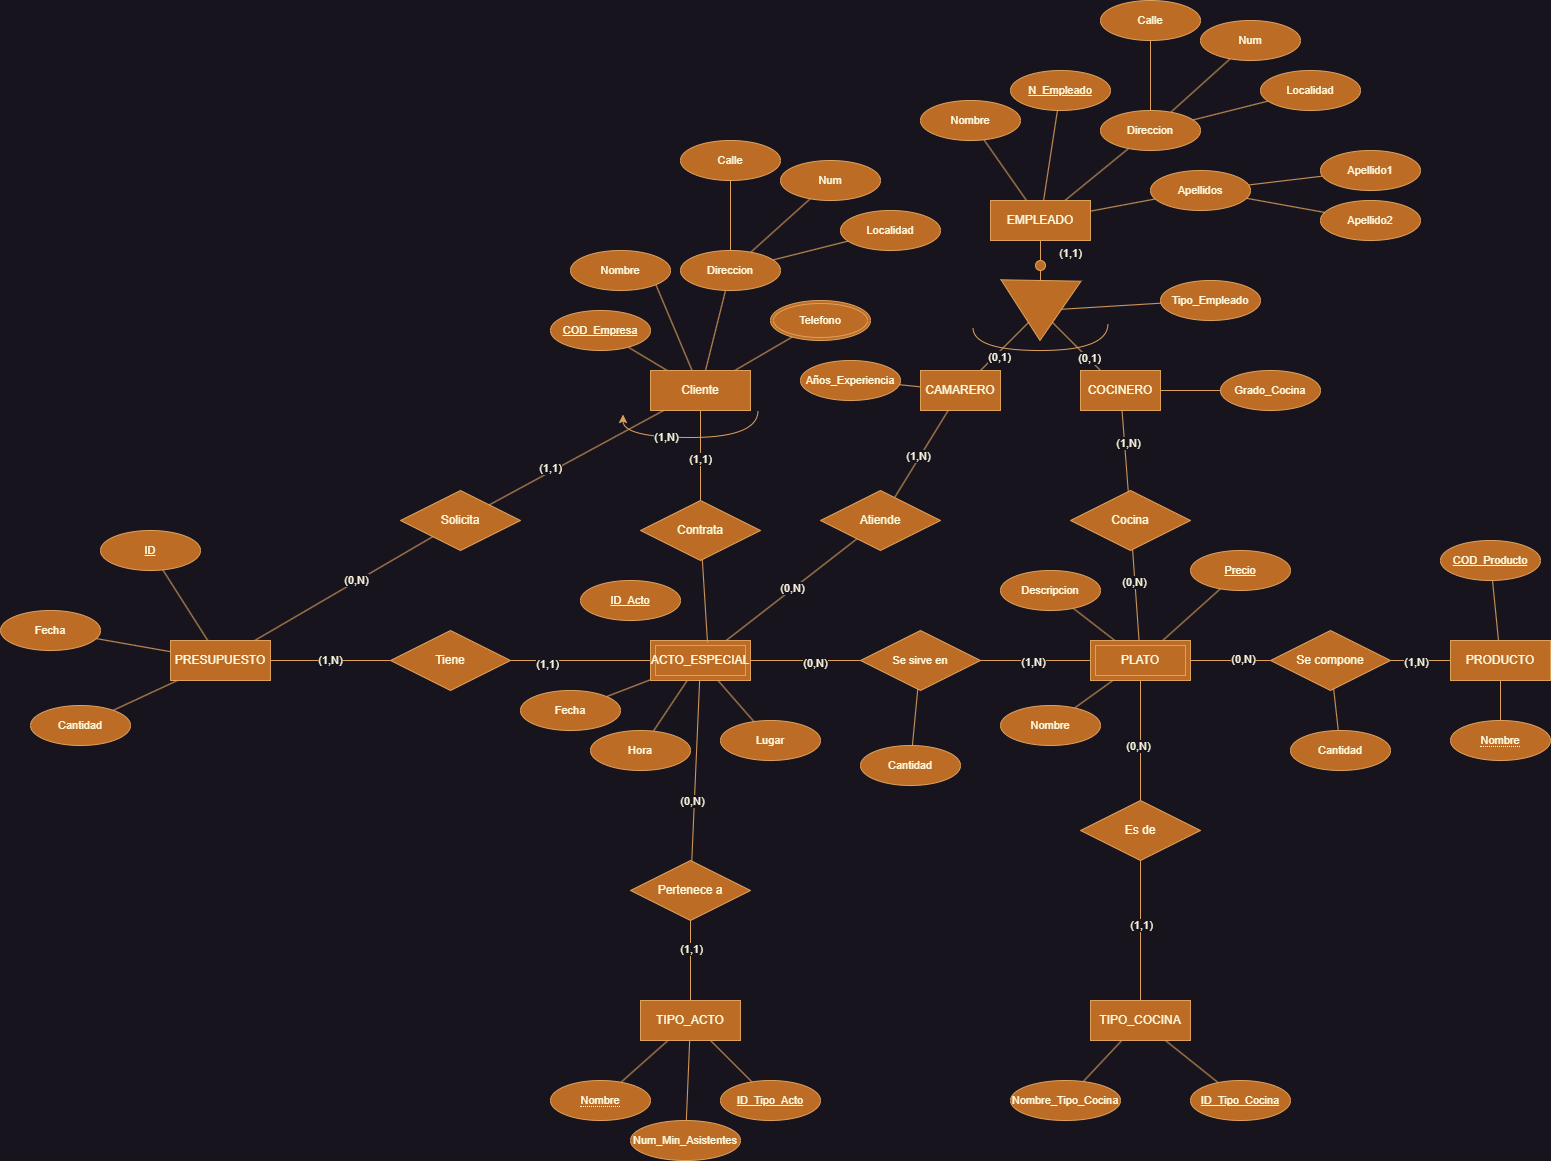 Calle
Num
N_Empleado
Localidad
Nombre
Direccion
Calle
Apellido1
Num
Apellidos
EMPLEADO
Apellido2
Localidad
(1,1)
Nombre
Direccion
Tipo_Empleado
COD_Empresa
Telefono
(0,1)
(0,1)
Años_Experiencia
Cliente
CAMARERO
COCINERO
Grado_Cocina
(1,N)
(1,N)
(1,N)
(1,1)
(1,1)
Solicita
Contrata
Atiende
Cocina
ID
COD_Producto
Precio
(0,N)
(0,N)
(0,N)
Descripcion
ID_Acto
Fecha
PRESUPUESTO
(1,N)
Tiene
(1,1)
ACTO_ESPECIAL
(0,N)
Se sirve en
(1,N)
PLATO
(0,N)
Se compone
(1,N)
PRODUCTO
Fecha
Cantidad
Nombre
Hora
Lugar
Nombre
Cantidad
Cantidad
(0,N)
(0,N)
Es de
Pertenece a
(1,1)
(1,1)
TIPO_ACTO
TIPO_COCINA
Nombre
ID_Tipo_Acto
Nombre_Tipo_Cocina
ID_Tipo_Cocina
Num_Min_Asistentes